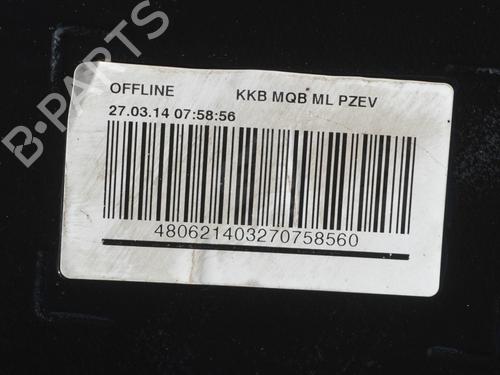 B-PARTS
OFFLINE KKB MQB ML PZEV
27.03.14 07:58:56
480621403270758560